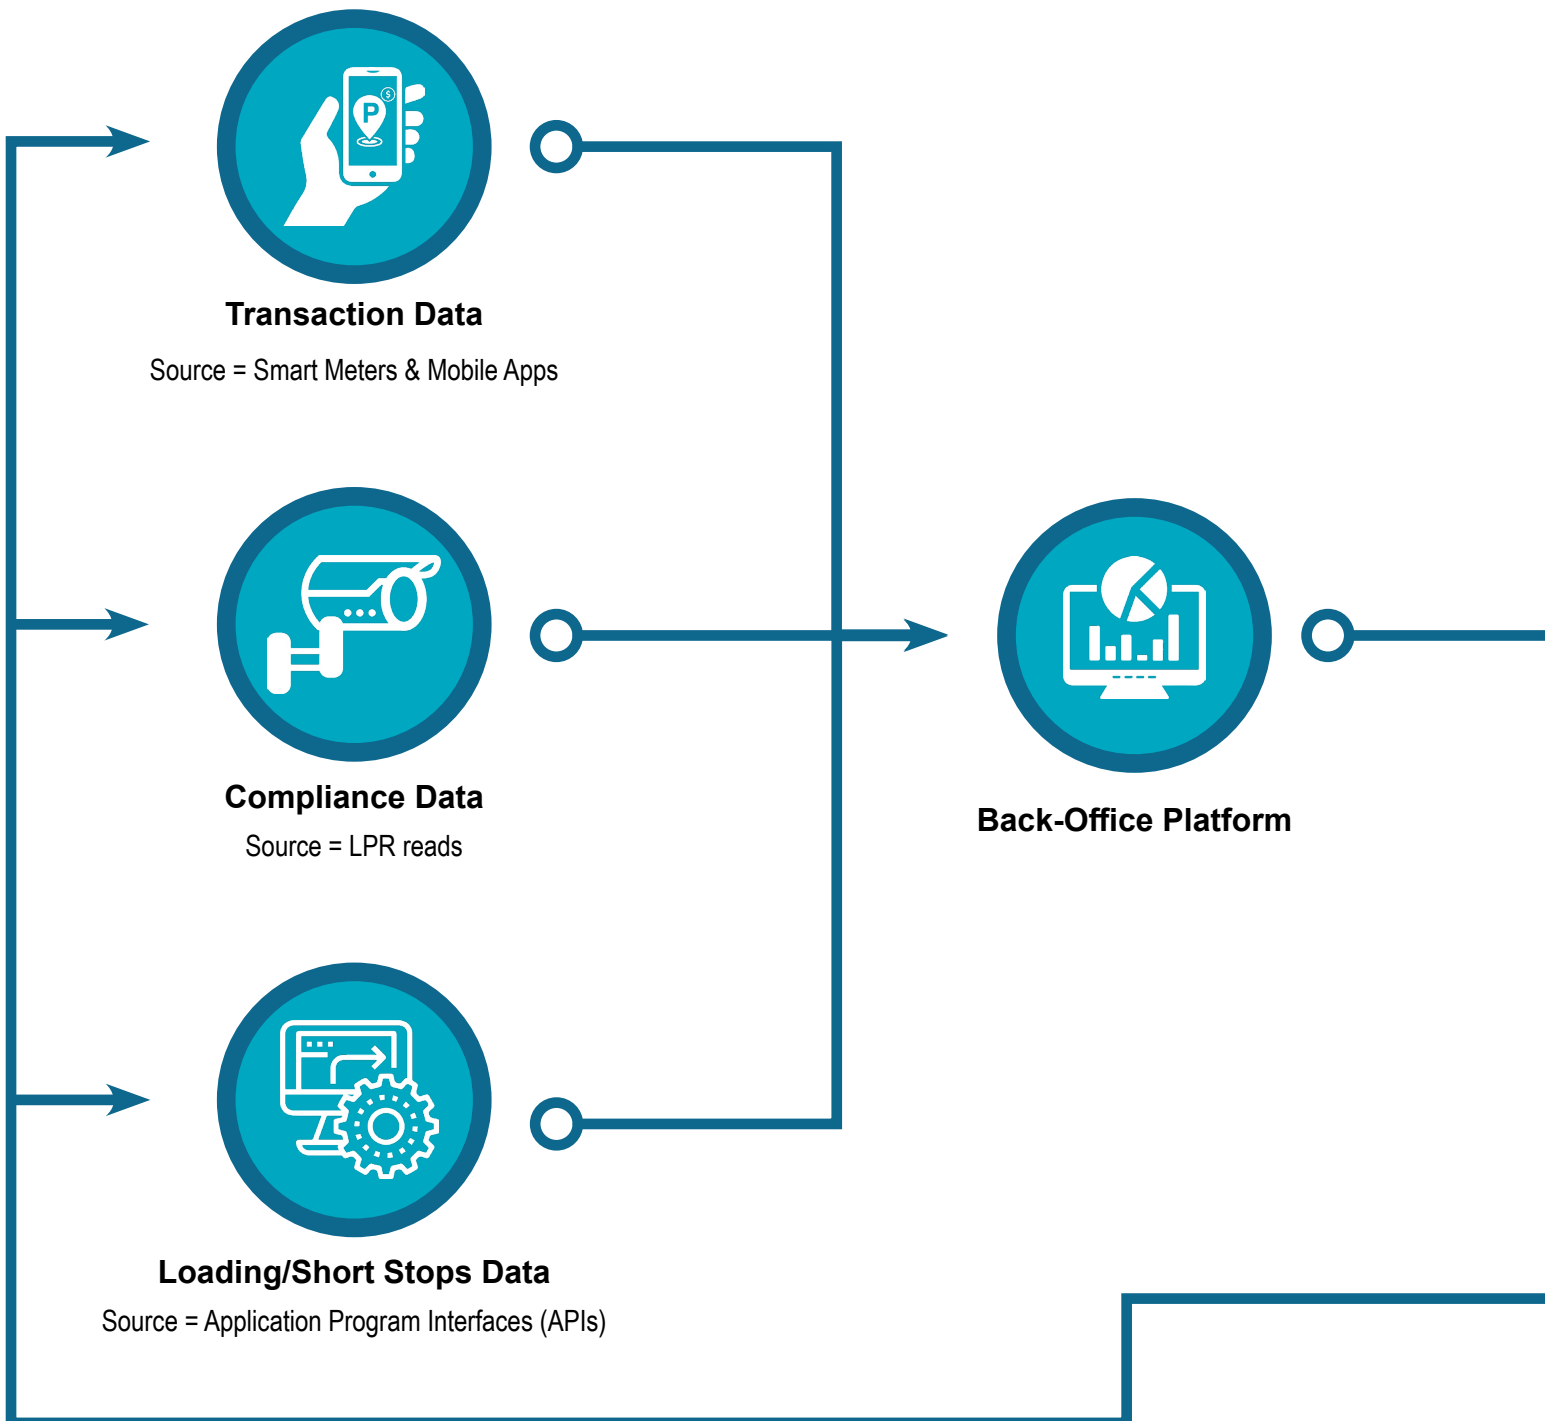 P
$
Transaction Data
Source = Smart Meters & Mobile Apps
Compliance Data
Source = LPR reads
Back-Office Platform
Loading/Short Stops Data
Source = Application Program Interfaces (APIs)